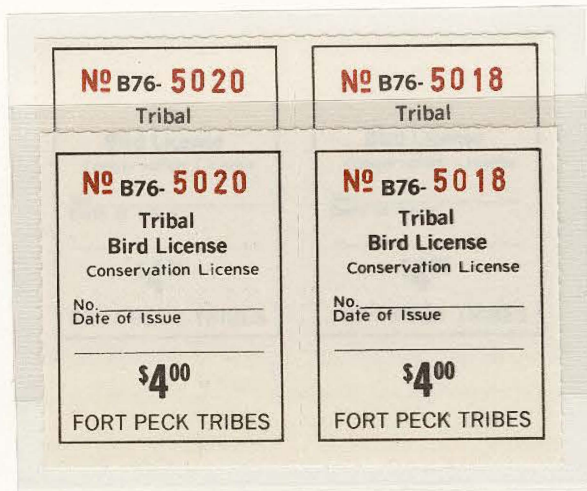 Nº B76- 5020
Tribal
Nº B76- 5018
Tribal
Nº B76- 5020
Tribal
Bird License
Conservation License
No.
Date of Issue
$4.00
FORT PECK TRIBES
Nº B76- 5018
Tribal
Bird License
Conservation License
No.
Date of Issue
$4.00
FORT PECK TRIBES